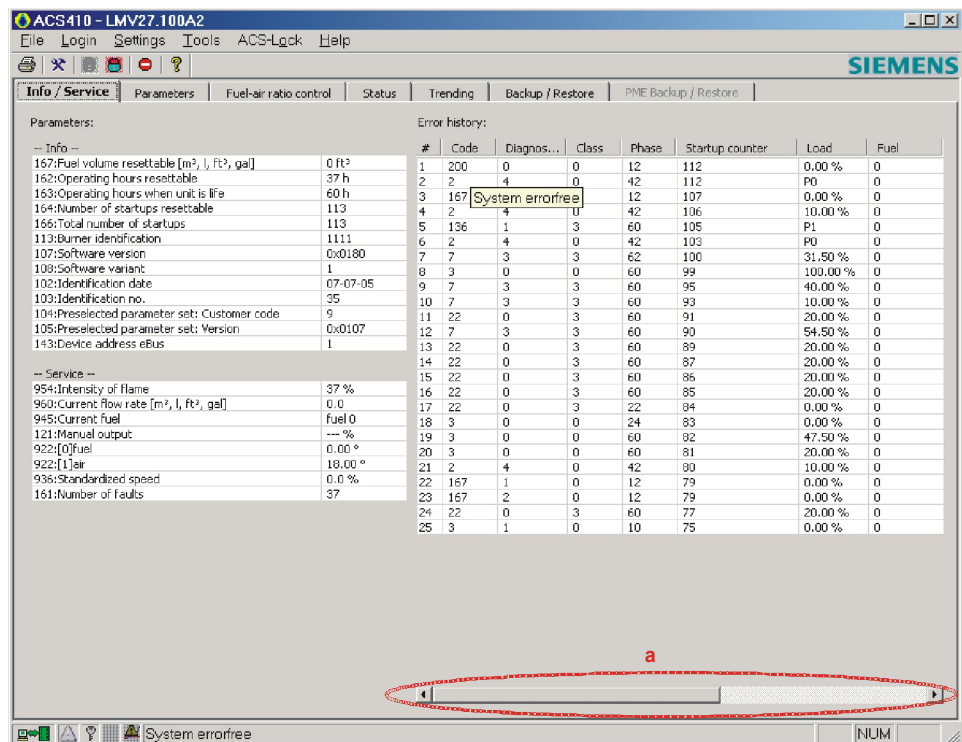 ACS410 - LMV27.100A2
File Login Settings Tools ACS-Lock Help
SIEMENS
Info / Service Parameters Fuel-air ratio control Status Trending Backup / Restore PME Backup / Restore
Parameters:
-- Info --
167:Fuel volume resettable [m³, l, ft³, gal] 0 ft³
162:Operating hours resettable 37 h
163:Operating hours when unit is life 60 h
164:Number of startups resettable 113
166:Total number of startups 113
113:Burner identification 1111
107:Software version 0x0180
108:Software variant 1
102:Identification date 07-07-05
103:Identification no. 35
104:Preselected parameter set: Customer code 9
105:Preselected parameter set: Version 0x0107
143:Device address eBus 1
-- Service --
954:Intensity of flame 37 %
960:Current flow rate [m³, l, ft³, gal] 0.0
945:Current fuel fuel 0
121:Manual output --- %
922:[0]fuel 0.00 °
922:[1]air 18.00 °
936:Standardized speed 0.0 %
161:Number of faults 37
Error history:
# Code Diagnos... Class Phase Startup counter Load Fuel
1 200 0 0 12 112 0.00 % 0
2 2 4 0 42 112 P0 0
3 167 12 107 0.00 % 0
System errorfree
4 2 4 0 42 106 10.00 % 0
5 136 1 3 60 105 P1 0
6 2 4 0 42 103 P0 0
7 7 3 3 62 100 31.50 % 0
8 3 0 0 60 99 100.00 % 0
9 7 3 3 60 95 40.00 % 0
10 7 3 3 60 93 10.00 % 0
11 22 0 3 60 91 20.00 % 0
12 7 3 3 60 90 54.50 % 0
13 22 0 3 60 89 20.00 % 0
14 22 0 3 60 87 20.00 % 0
15 22 0 3 60 86 20.00 % 0
16 22 0 3 60 85 20.00 % 0
17 22 0 3 22 84 0.00 % 0
18 3 0 0 24 83 0.00 % 0
19 3 0 0 60 82 47.50 % 0
20 3 0 0 60 81 20.00 % 0
21 2 4 0 42 80 10.00 % 0
22 167 1 0 12 79 0.00 % 0
23 167 2 0 12 79 0.00 % 0
24 22 0 3 60 77 20.00 % 0
25 3 1 0 10 75 0.00 % 0
a
System errorfree NUM